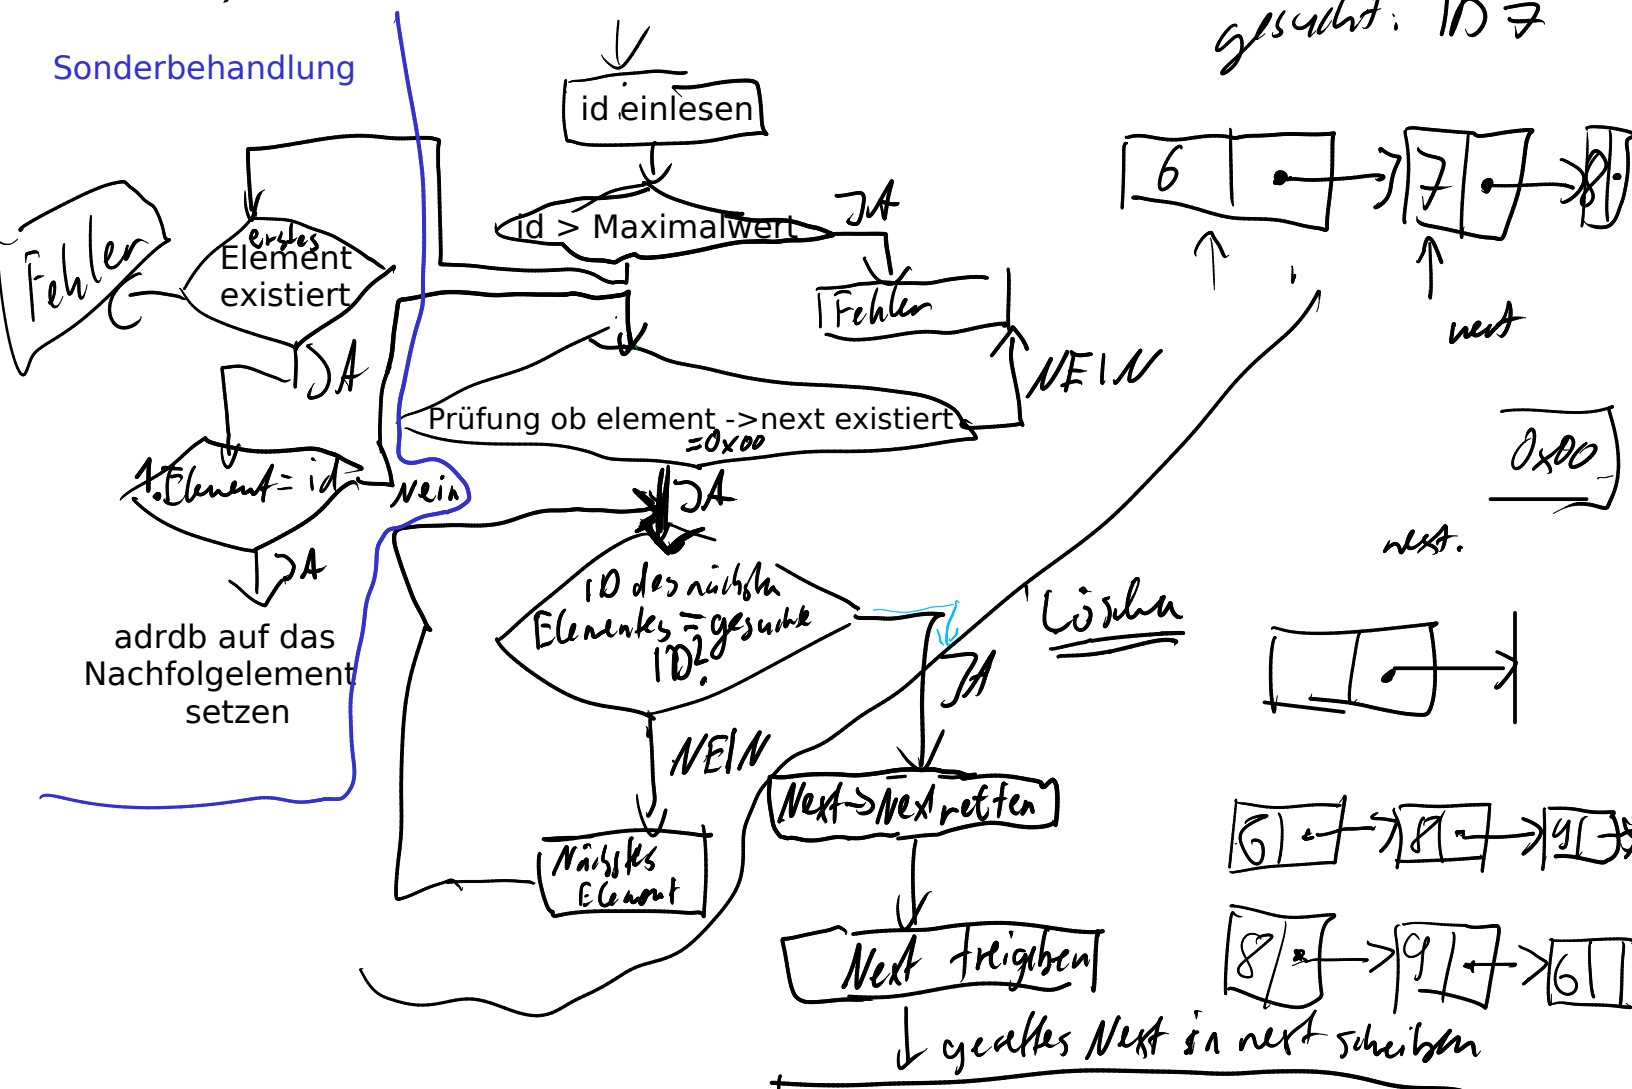 Sonderbehandlung
id einlesen
id > Maximalwert
JA
Fehler
NEIN
erstes
Element
existiert
Fehler
JA
1.Element = id
Nein
JA
adrdb auf das
Nachfolgelement
setzen
Prüfung ob element ->next existiert
=0x00
JA
ID des nächsten
Elementes = gesuchte
ID?
JA
NEIN
Nächstes
Element
Löschen
Next->Next retten
Next freigeben
gerettes Next in next schreiben
gesucht: ID 7
6 7 8
next
0x00
next.
6 8 9
8 9 6